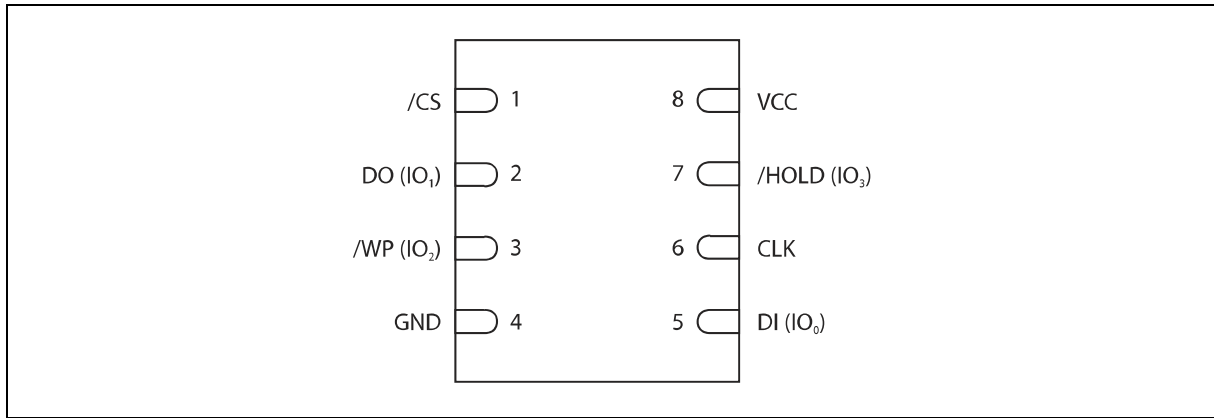 /CS 1 8 VCC
DO (IO₁) 2 7 /HOLD (IO₃)
/WP (IO₂) 3 6 CLK
GND 4 5 DI (IO₀)